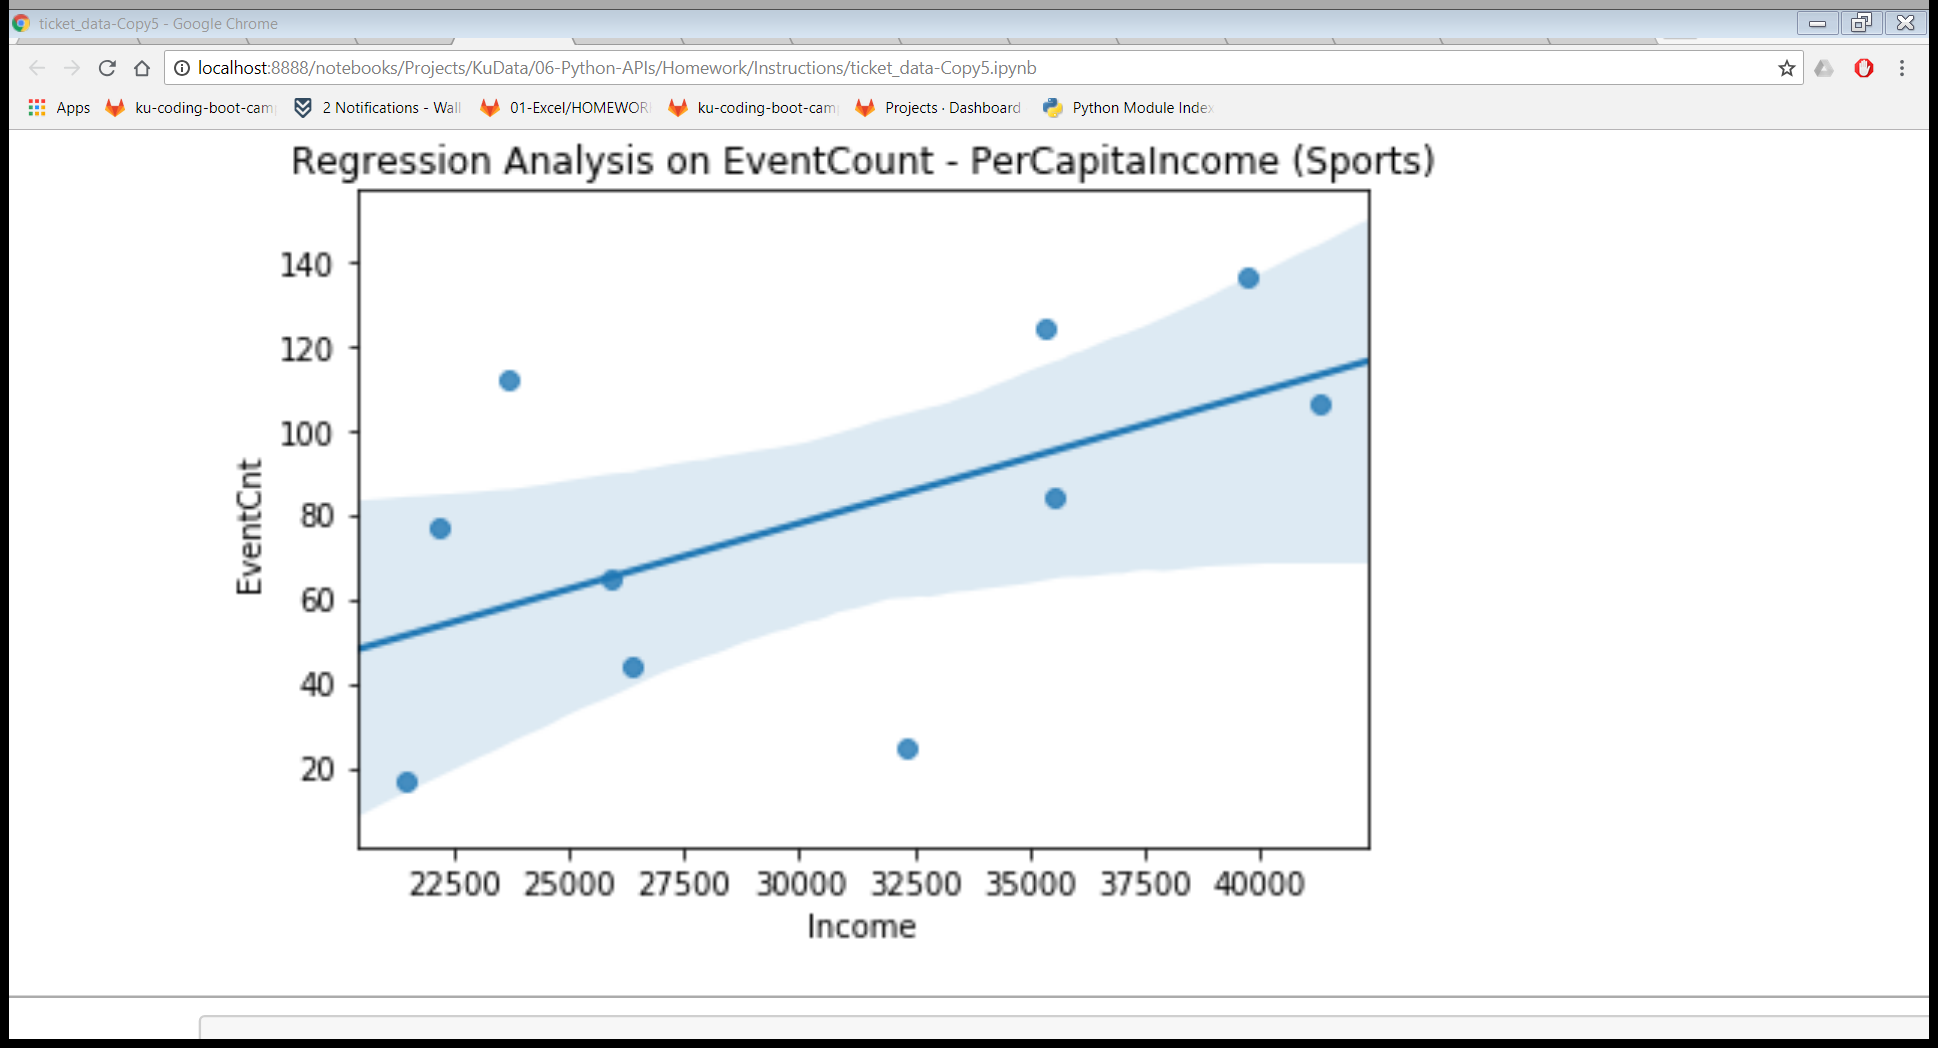 ticket_data-Copy5 - Google Chrome
localhost:8888/notebooks/Projects/KuData/06-Python-APIs/Homework/Instructions/ticket_data-Copy5.ipynb
Apps ku-coding-boot-cam 2 Notifications - Wall 01-Excel/HOMEWOR ku-coding-boot-cam Projects · Dashboard Python Module Index
Regression Analysis on EventCount - PerCapitaIncome (Sports)
140
120
100
80
60
40
20
EventCnt
22500 25000 27500 30000 32500 35000 37500 40000
Income